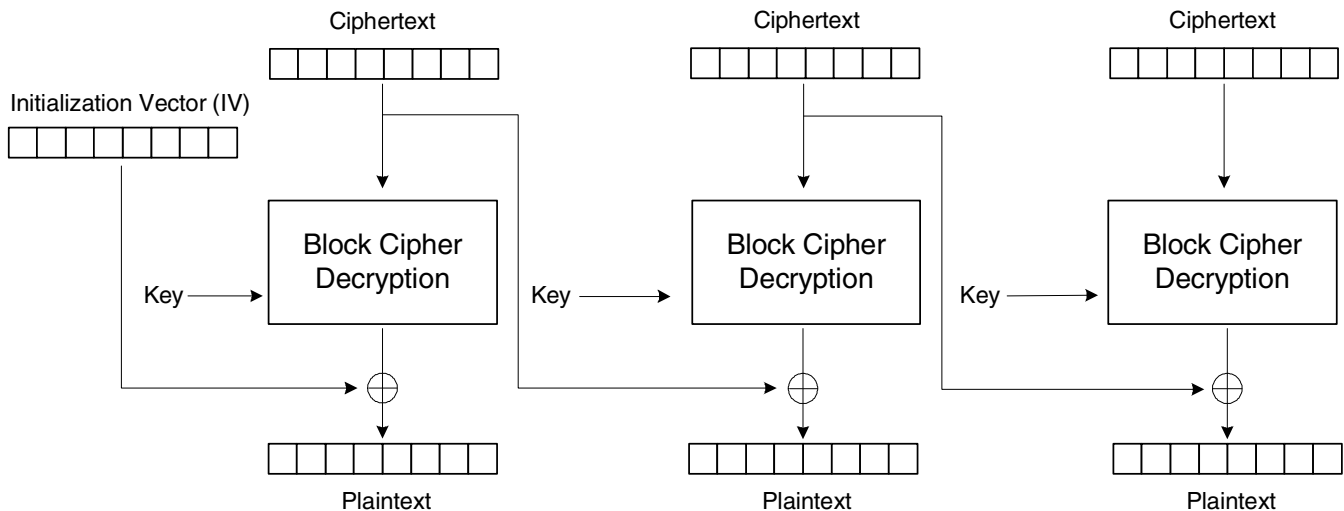 Ciphertext
Ciphertext
Ciphertext
Initialization Vector (IV)
Block Cipher
Decryption
Block Cipher
Decryption
Block Cipher
Decryption
Key
Key
Key
Plaintext
Plaintext
Plaintext